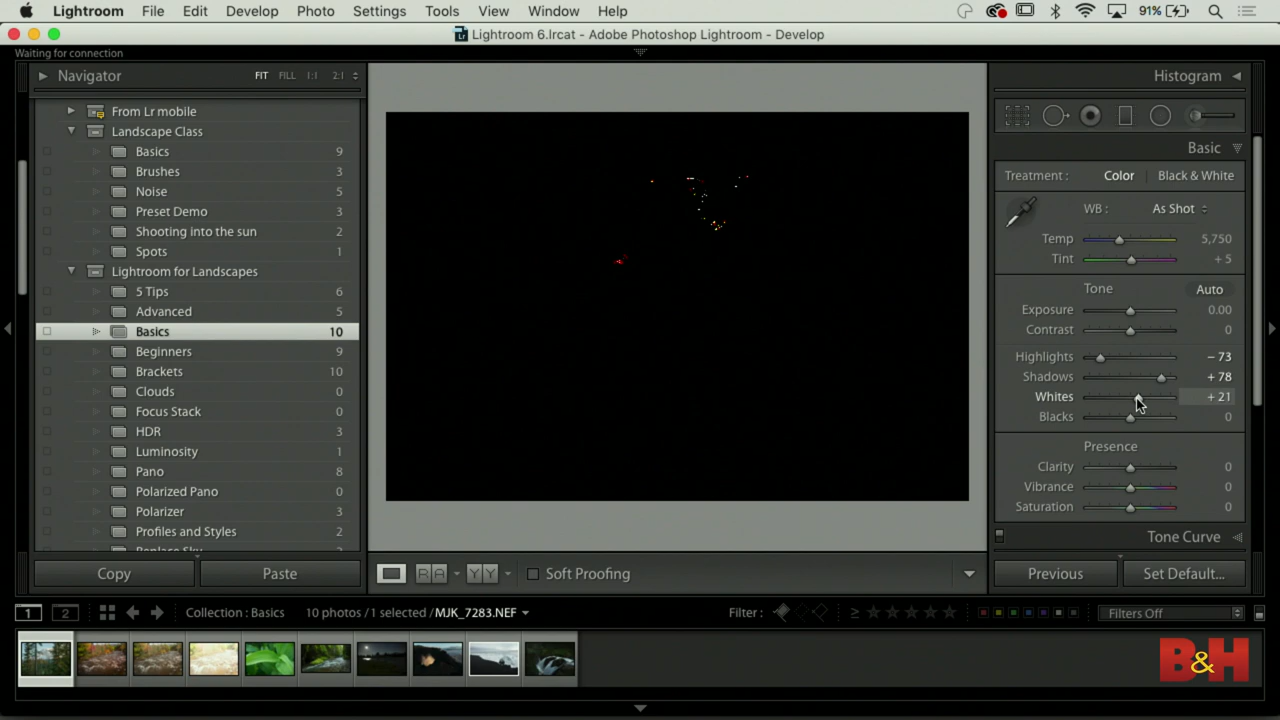 Lightroom File Edit Develop Photo Settings Tools View Window Help 91%
Lightroom 6.lrcat - Adobe Photoshop Lightroom - Develop
Waiting for connection
Navigator FIT FILL 1:1 2:1
From Lr mobile
Landscape Class
Basics 9
Brushes 3
Noise 5
Preset Demo 3
Shooting into the sun 2
Spots 1
Lightroom for Landscapes
5 Tips 6
Advanced 5
Basics 10
Beginners 9
Brackets 10
Clouds 0
Focus Stack 0
HDR 3
Luminosity 1
Pano 8
Polarized Pano 0
Polarizer 3
Profiles and Styles 2
Replace Sky 2
Copy Paste
R A Y Y Soft Proofing
Histogram
Basic
Treatment : Color Black & White
WB : As Shot
Temp 5,750
Tint + 5
Tone Auto
Exposure 0.00
Contrast 0
Highlights − 73
Shadows + 78
Whites + 21
Blacks 0
Presence
Clarity 0
Vibrance 0
Saturation 0
Tone Curve
Previous Set Default...
1 2 Collection : Basics 10 photos / 1 selected / MJK_7283.NEF Filter : ≥ Filters Off
B&H